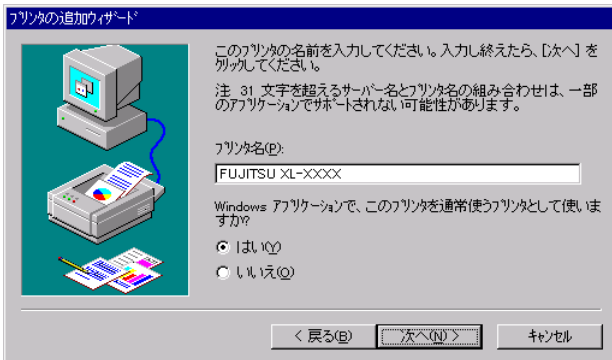 プリンタの追加ウィザード
このプリンタの名前を入力してください。入力し終えたら、[次へ] を
クリックしてください。
注 31 文字を超えるサーバー名とプリンタ名の組み合わせは、一部
のアプリケーションでサポートされない可能性があります。
プリンタ名(P):
FUJITSU XL-XXXX
Windows アプリケーションで、このプリンタを通常使うプリンタとして使いま
すか?
はい(Y)
いいえ(O)
< 戻る(B)
次へ(N) >
キャンセル